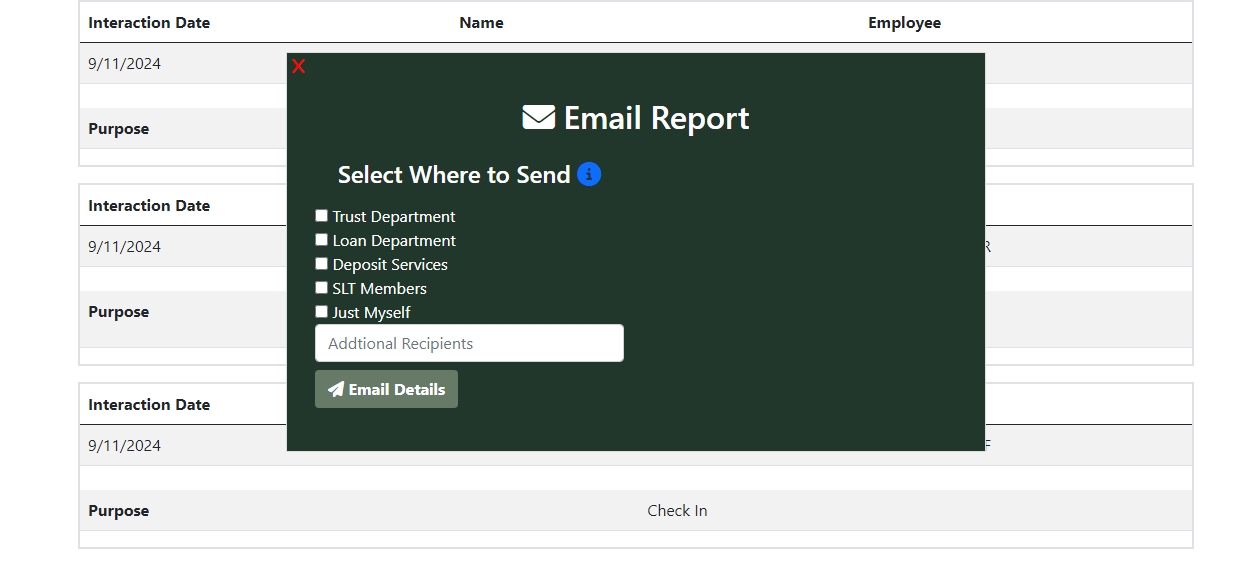 Interaction Date Name Employee
9/11/2024
X
Email Report
Purpose
Select Where to Send
Interaction Date
Trust Department
Loan Department
9/11/2024 R
Deposit Services
SLT Members
Purpose Just Myself
Addtional Recipients
Email Details
Interaction Date
9/11/2024
Purpose Check In